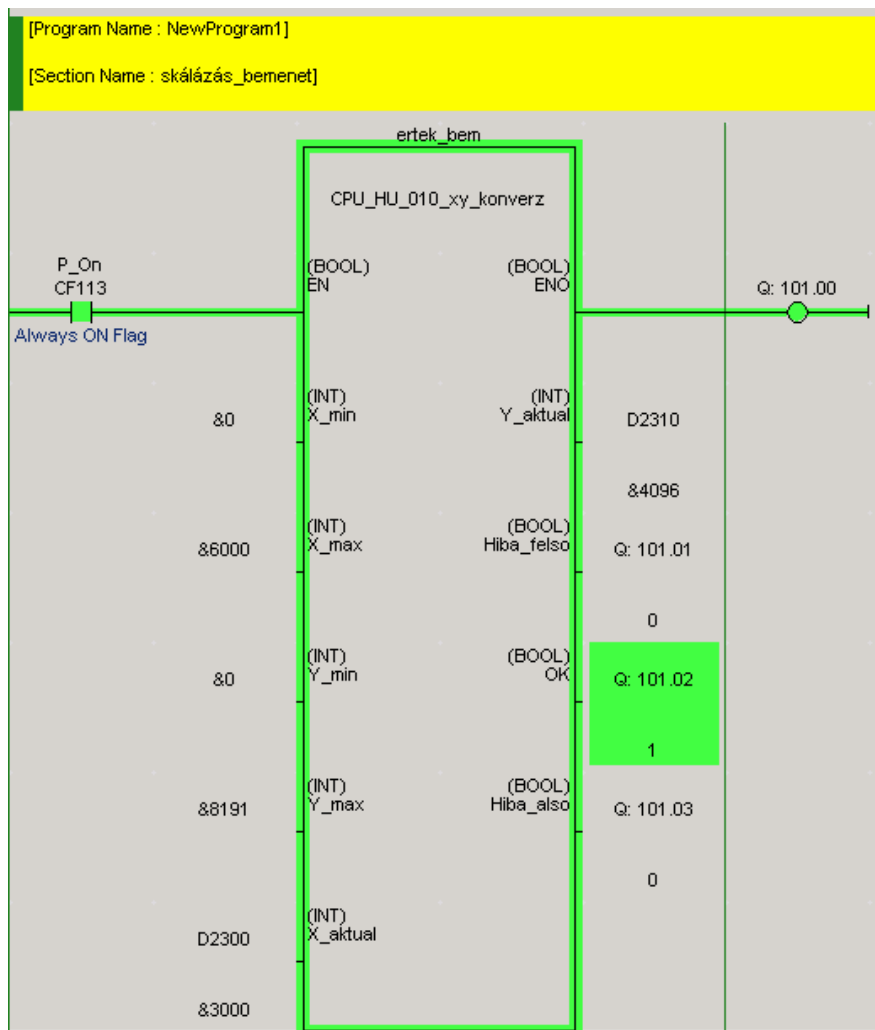 [Program Name : NewProgram1]
[Section Name : skálázás_bemenet]
ertek_bem
CPU_HU_010_xy_konverz
P_On
CF113
Always ON Flag
(BOOL)
EN
(BOOL)
ENO
Q: 101.00
&0
(INT)
X_min
(INT)
Y_aktual
D2310
&4096
&6000
(INT)
X_max
(BOOL)
Hiba_felso
Q: 101.01
0
&0
(INT)
Y_min
(BOOL)
OK
Q: 101.02
1
&8191
(INT)
Y_max
(BOOL)
Hiba_also
Q: 101.03
0
D2300
(INT)
X_aktual
&3000